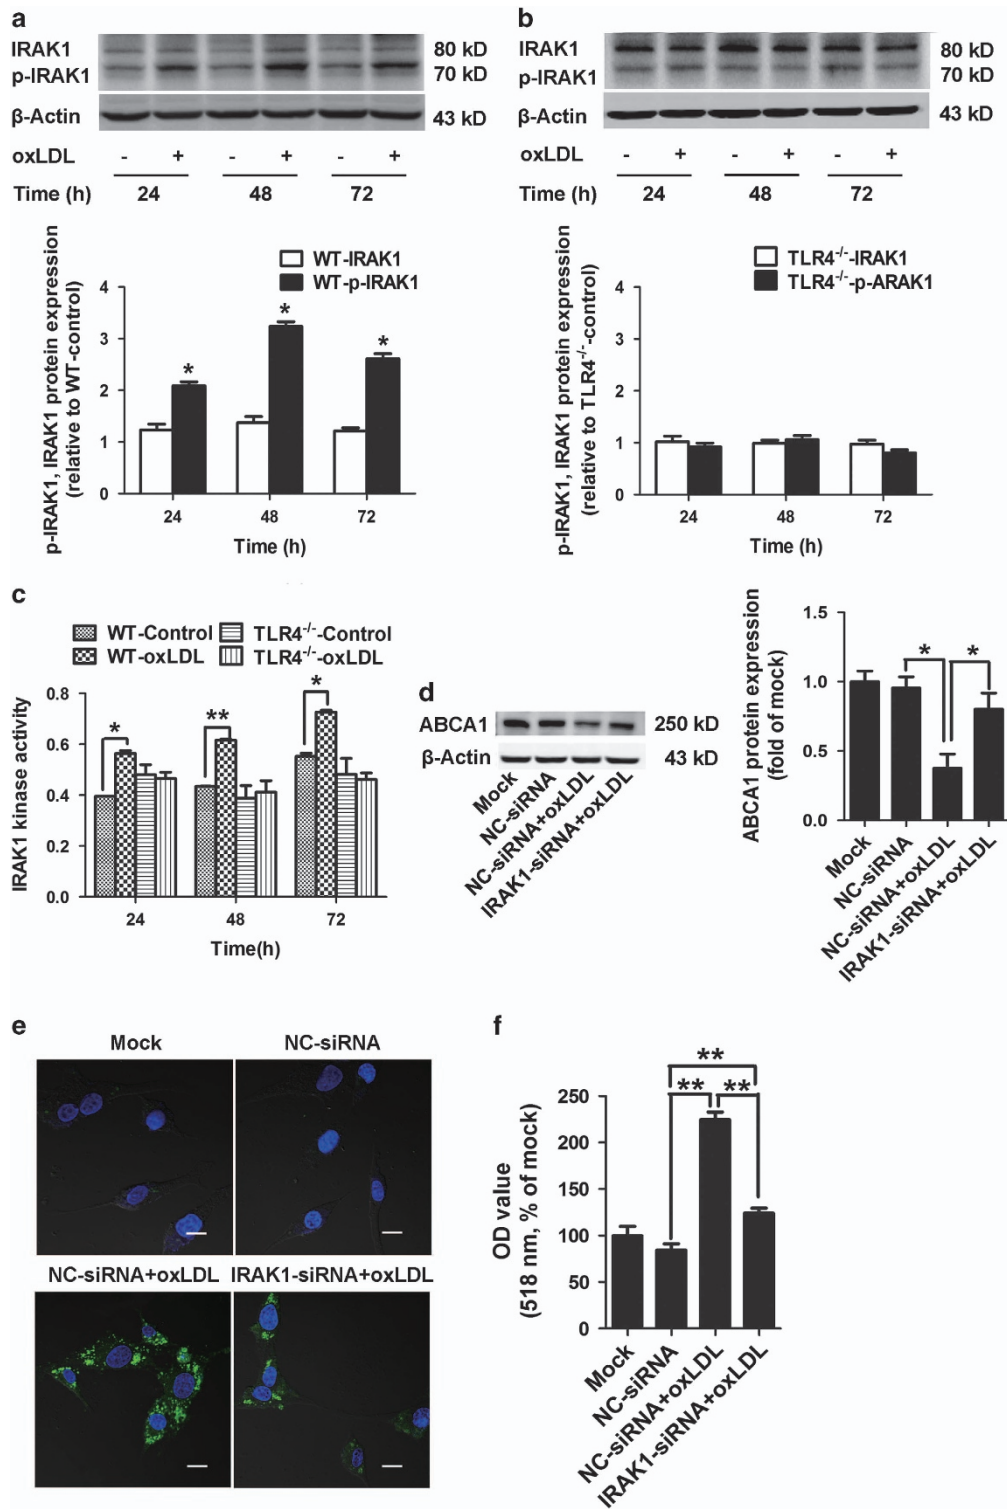 a
IRAK1
p-IRAK1
80 kD
70 kD
β-Actin
43 kD
oxLDL - + - + - +
Time (h) 24 48 72
WT-IRAK1
WT-p-IRAK1
p-IRAK1, IRAK1 protein expression
(relative to WT-control)
4
3
2
1
0
* * *
24 48 72
Time (h)
b
IRAK1
p-IRAK1
80 kD
70 kD
β-Actin
43 kD
oxLDL - + - + - +
Time (h) 24 48 72
TLR4-/--IRAK1
TLR4-/--p-ARAK1
p-IRAK1, IRAK1 protein expression
(relative to TLR4-/--control)
4
3
2
1
0
24 48 72
Time (h)
c
WT-Control TLR4-/--Control
WT-oxLDL TLR4-/--oxLDL
IRAK1 kinase activity
0.8
0.6
0.4
0.2
0.0
* ** *
24 48 72
Time(h)
d
ABCA1 250 kD
β-Actin 43 kD
Mock
NC-siRNA
NC-siRNA+oxLDL
IRAK1-siRNA+oxLDL
ABCA1 protein expression
(fold of mock)
1.5
1.0
0.5
0.0
* *
Mock
NC-siRNA
NC-siRNA+oxLDL
IRAK1-siRNA+oxLDL
e
Mock NC-siRNA
NC-siRNA+oxLDL IRAK1-siRNA+oxLDL
f
OD value
(518 nm, % of mock)
250
200
150
100
50
0
**
** **
Mock
NC-siRNA
NC-siRNA+oxLDL
IRAK1-siRNA+oxLDL